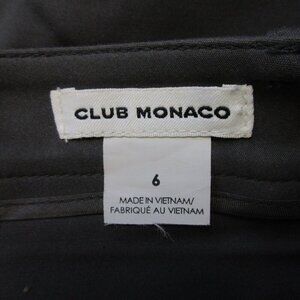 CLUB MONACO
6
MADE IN VIETNAM/
FABRIQUÉ AU VIETNAM